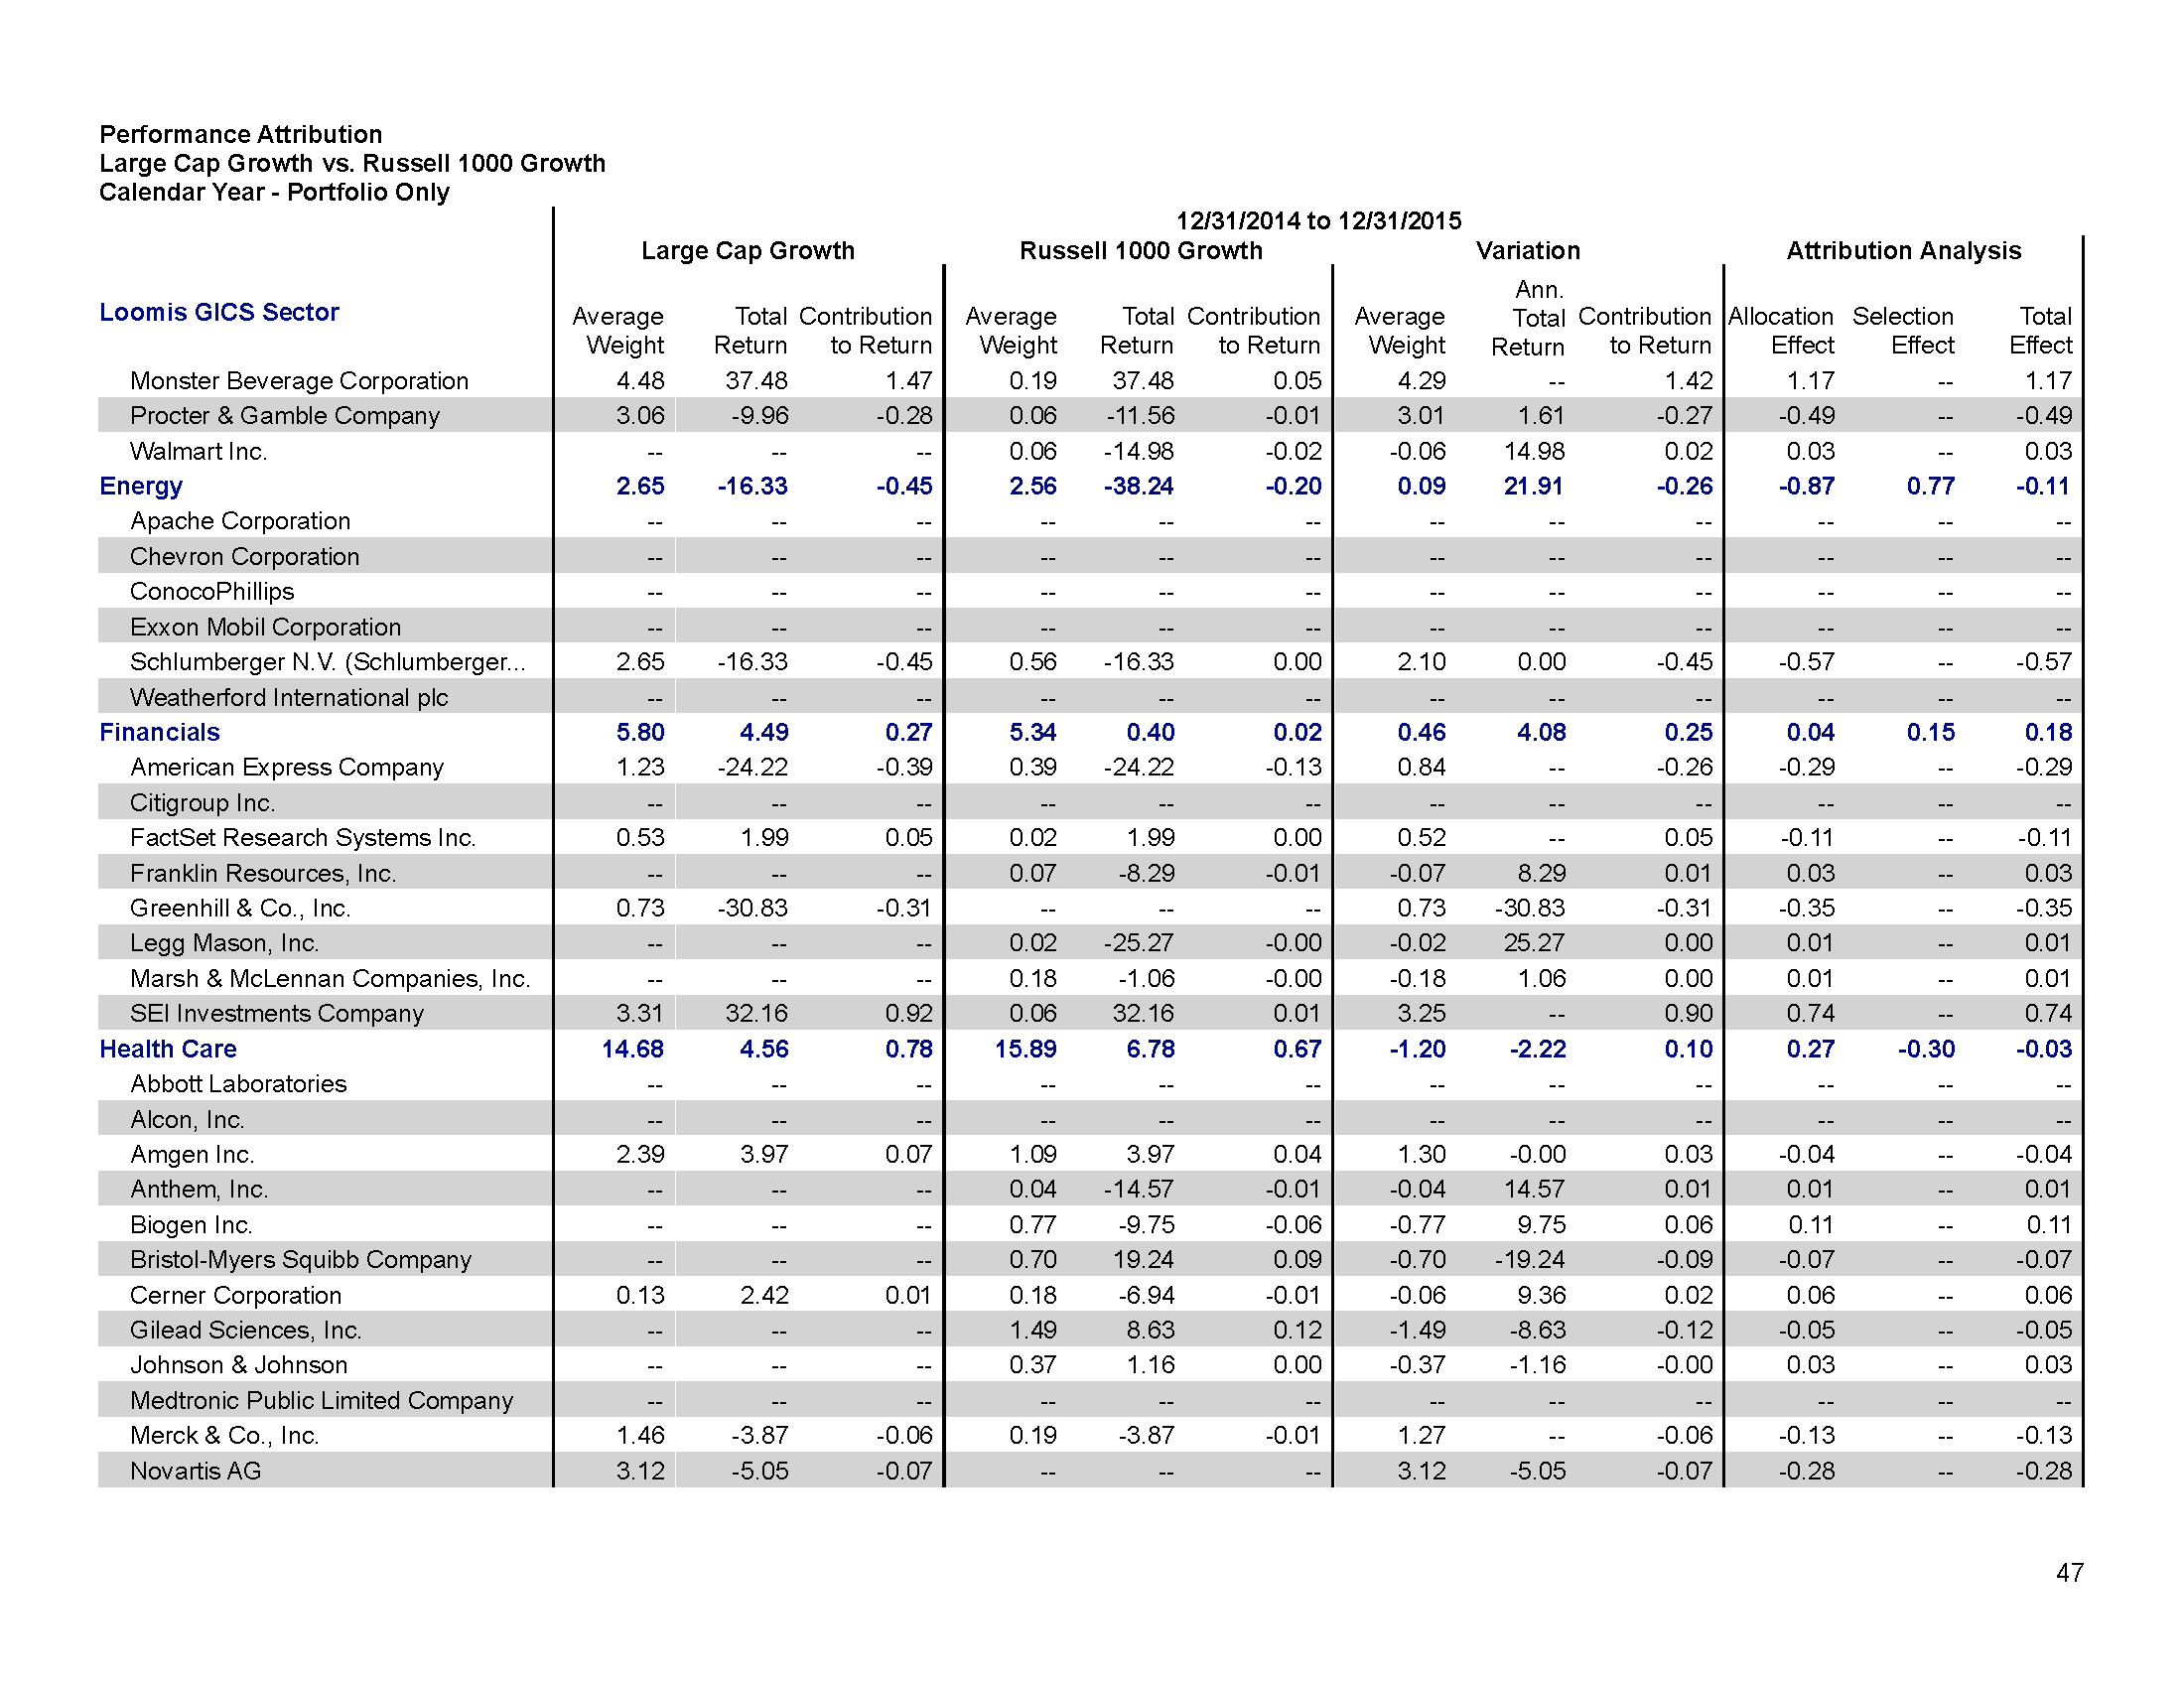 Performance Attribution
Large Cap Growth vs. Russell 1000 Growth
Calendar Year - Portfolio Only
12/31/2014 to 12/31/2015
Large Cap Growth Russell 1000 Growth Variation Attribution Analysis
Loomis GICS Sector Average Weight Total Return Contribution to Return Average Weight Total Return Contribution to Return Average Weight Ann. Total Return Contribution to Return Allocation Effect Selection Effect Total Effect
Monster Beverage Corporation 4.48 37.48 1.47 0.19 37.48 0.05 4.29 -- 1.42 1.17 -- 1.17
Procter & Gamble Company 3.06 -9.96 -0.28 0.06 -11.56 -0.01 3.01 1.61 -0.27 -0.49 -- -0.49
Walmart Inc. -- -- -- 0.06 -14.98 -0.02 -0.06 14.98 0.02 0.03 -- 0.03
Energy 2.65 -16.33 -0.45 2.56 -38.24 -0.20 0.09 21.91 -0.26 -0.87 0.77 -0.11
Apache Corporation -- -- -- -- -- -- -- -- -- -- -- --
Chevron Corporation -- -- -- -- -- -- -- -- -- -- -- --
ConocoPhillips -- -- -- -- -- -- -- -- -- -- -- --
Exxon Mobil Corporation -- -- -- -- -- -- -- -- -- -- -- --
Schlumberger N.V. (Schlumberger... 2.65 -16.33 -0.45 0.56 -16.33 0.00 2.10 0.00 -0.45 -0.57 -- -0.57
Weatherford International plc -- -- -- -- -- -- -- -- -- -- -- --
Financials 5.80 4.49 0.27 5.34 0.40 0.02 0.46 4.08 0.25 0.04 0.15 0.18
American Express Company 1.23 -24.22 -0.39 0.39 -24.22 -0.13 0.84 -- -0.26 -0.29 -- -0.29
Citigroup Inc. -- -- -- -- -- -- -- -- -- -- -- --
FactSet Research Systems Inc. 0.53 1.99 0.05 0.02 1.99 0.00 0.52 -- 0.05 -0.11 -- -0.11
Franklin Resources, Inc. -- -- -- 0.07 -8.29 -0.01 -0.07 8.29 0.01 0.03 -- 0.03
Greenhill & Co., Inc. 0.73 -30.83 -0.31 -- -- -- 0.73 -30.83 -0.31 -0.35 -- -0.35
Legg Mason, Inc. -- -- -- 0.02 -25.27 -0.00 -0.02 25.27 0.00 0.01 -- 0.01
Marsh & McLennan Companies, Inc. -- -- -- 0.18 -1.06 -0.00 -0.18 1.06 0.00 0.01 -- 0.01
SEI Investments Company 3.31 32.16 0.92 0.06 32.16 0.01 3.25 -- 0.90 0.74 -- 0.74
Health Care 14.68 4.56 0.78 15.89 6.78 0.67 -1.20 -2.22 0.10 0.27 -0.30 -0.03
Abbott Laboratories -- -- -- -- -- -- -- -- -- -- -- --
Alcon, Inc. -- -- -- -- -- -- -- -- -- -- -- --
Amgen Inc. 2.39 3.97 0.07 1.09 3.97 0.04 1.30 -0.00 0.03 -0.04 -- -0.04
Anthem, Inc. -- -- -- 0.04 -14.57 -0.01 -0.04 14.57 0.01 0.01 -- 0.01
Biogen Inc. -- -- -- 0.77 -9.75 -0.06 -0.77 9.75 0.06 0.11 -- 0.11
Bristol-Myers Squibb Company -- -- -- 0.70 19.24 0.09 -0.70 -19.24 -0.09 -0.07 -- -0.07
Cerner Corporation 0.13 2.42 0.01 0.18 -6.94 -0.01 -0.06 9.36 0.02 0.06 -- 0.06
Gilead Sciences, Inc. -- -- -- 1.49 8.63 0.12 -1.49 -8.63 -0.12 -0.05 -- -0.05
Johnson & Johnson -- -- -- 0.37 1.16 0.00 -0.37 -1.16 -0.00 0.03 -- 0.03
Medtronic Public Limited Company -- -- -- -- -- -- -- -- -- -- -- --
Merck & Co., Inc. 1.46 -3.87 -0.06 0.19 -3.87 -0.01 1.27 -- -0.06 -0.13 -- -0.13
Novartis AG 3.12 -5.05 -0.07 -- -- -- 3.12 -5.05 -0.07 -0.28 -- -0.28
47